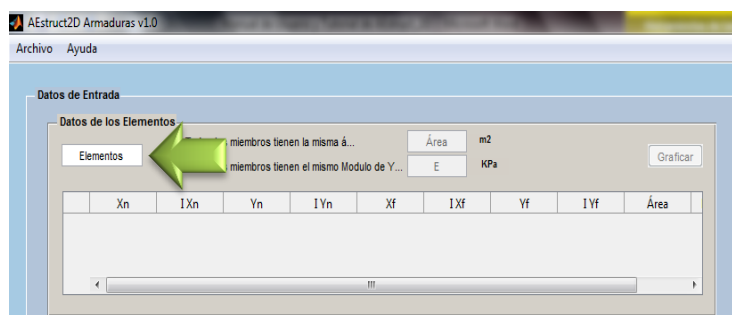 AEstruct2D Armaduras v1.0
Archivo Ayuda
Datos de Entrada
Datos de los Elementos
miembros tienen la misma á... Área m2
Elementos
miembros tienen el mismo Modulo de Y... E KPa
Graficar
Xn I Xn Yn I Yn Xf I Xf Yf I Yf Área